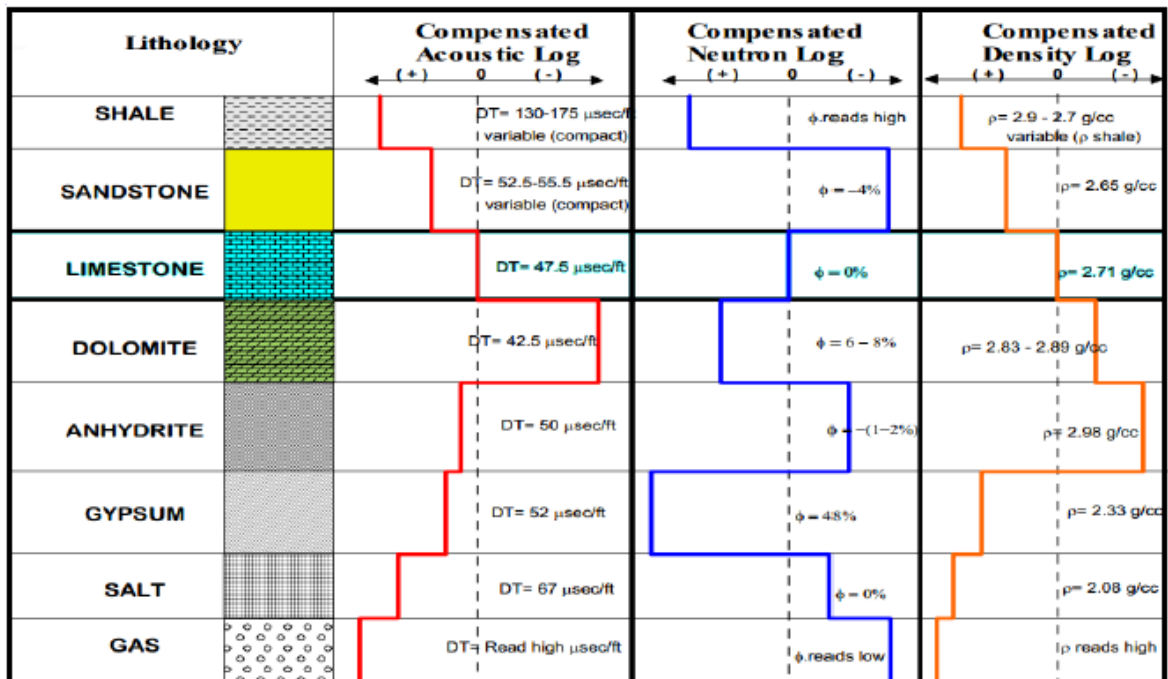 Lithology
Compensated
Acoustic Log
(+) 0 (-)
Compensated
Neutron Log
(+) 0 (-)
Compensated
Density Log
(+) 0 (-)
SHALE
DT= 130-175 μsec/ft
variable (compact)
ϕ.reads high
ρ= 2.9 - 2.7 g/cc
variable (ρ shale)
SANDSTONE
DT= 52.5-55.5 μsec/ft
variable (compact)
ϕ = –4%
ρ= 2.65 g/cc
LIMESTONE
DT= 47.5 μsec/ft
ϕ = 0%
ρ= 2.71 g/cc
DOLOMITE
DT= 42.5 μsec/ft
ϕ = 6 – 8%
ρ= 2.83 - 2.89 g/cc
ANHYDRITE
DT= 50 μsec/ft
ϕ = –(1–2%)
ρ= 2.98 g/cc
GYPSUM
DT= 52 μsec/ft
ϕ = 48%
ρ= 2.33 g/cc
SALT
DT= 67 μsec/ft
ϕ = 0%
ρ= 2.08 g/cc
GAS
DT= Read high μsec/ft
ϕ.reads low
ρ reads high